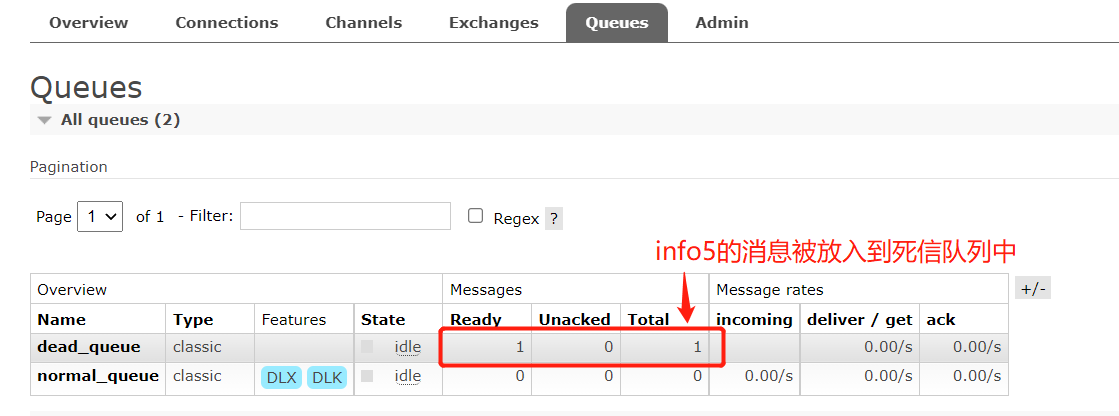 Overview Connections Channels Exchanges Queues Admin
Queues
All queues (2)
Pagination
Page 1 of 1 - Filter: Regex ?
info5的消息被放入到死信队列中
Overview Messages Message rates +/-
Name Type Features State Ready Unacked Total incoming deliver / get ack
dead_queue classic idle 1 0 1 0.00/s 0.00/s
normal_queue classic DLX DLK idle 0 0 0 0.00/s 0.00/s 0.00/s